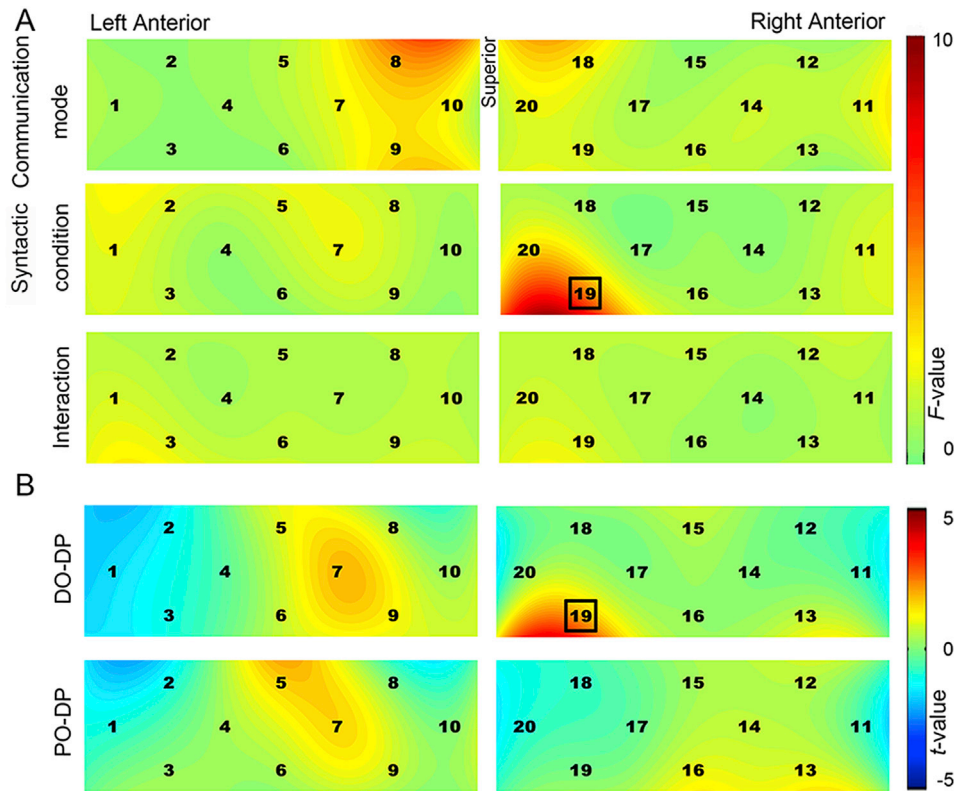 A
Left Anterior
Right Anterior
Superior
Communication mode
2 5 8
1 4 7 10
3 6 9
18 15 12
20 17 14 11
19 16 13
Syntactic condition
2 5 8
1 4 7 10
3 6 9
18 15 12
20 17 14 11
19 16 13
Interaction
2 5 8
1 4 7 10
3 6 9
18 15 12
20 17 14 11
19 16 13
10
F-value
0
B
DO-DP
2 5 8
1 4 7 10
3 6 9
18 15 12
20 17 14 11
19 16 13
PO-DP
2 5 8
1 4 7 10
3 6 9
18 15 12
20 17 14 11
19 16 13
5
0
t-value
-5